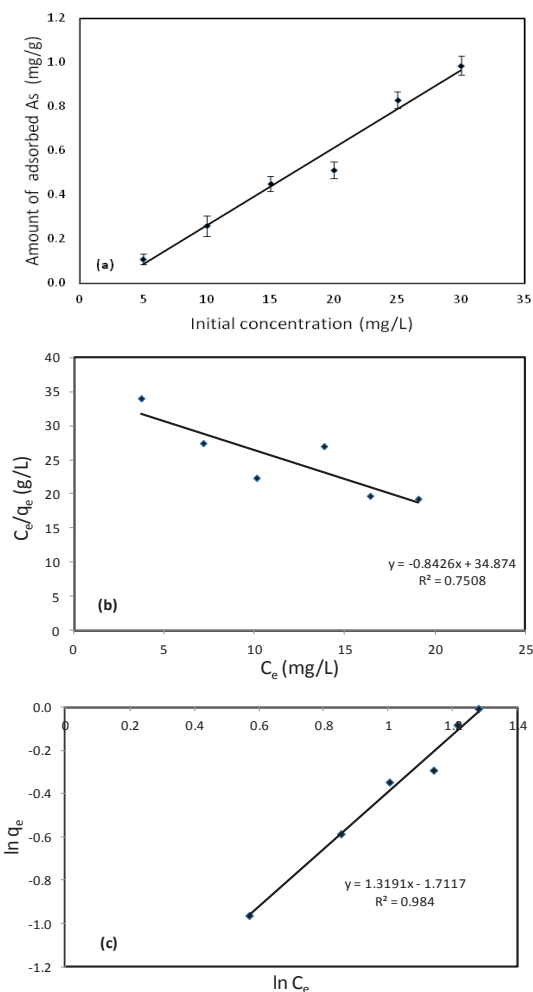 1.2
1.0
0.8
0.6
0.4
0.2
0.0
Amount of adsorbed As (mg/g)
(a)
0 5 10 15 20 25 30 35
Initial concentration (mg/L)
40
35
30
25
20
15
10
5
0
Ce/qe (g/L)
y = -0.8426x + 34.874
R² = 0.7508
(b)
0 5 10 15 20 25
Ce (mg/L)
0.0
0 0.2 0.4 0.6 0.8 1 1.2 1.4
-0.2
-0.4
-0.6
-0.8
-1.0
-1.2
ln qe
y = 1.3191x - 1.7117
R² = 0.984
(c)
ln Ce